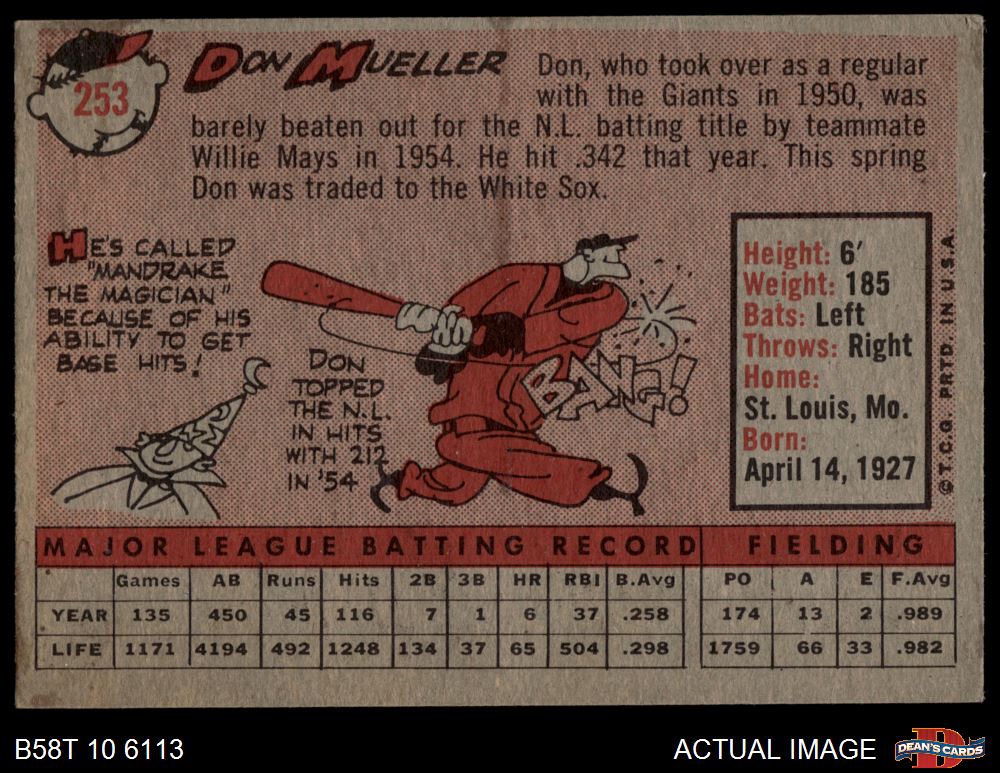 253
DON MUELLER
Don, who took over as a regular
with the Giants in 1950, was
barely beaten out for the N.L. batting title by teammate
Willie Mays in 1954. He hit .342 that year. This spring
Don was traded to the White Sox.
HE'S CALLED
"MANDRAKE
THE MAGICIAN"
BECAUSE OF HIS
ABILITY TO GET
BASE HITS!
DON
TOPPED
THE N.L.
IN HITS
WITH 212
IN '54
BANG!
Height: 6'
Weight: 185
Bats: Left
Throws: Right
Home:
St. Louis, Mo.
Born:
April 14, 1927
© T.C.G. PRTD. IN U.S.A.
MAJOR LEAGUE BATTING RECORD FIELDING
Games AB Runs Hits 2B 3B HR RBI B.Avg PO A E F.Avg
YEAR 135 450 45 116 7 1 6 37 .258 174 13 2 .989
LIFE 1171 4194 492 1248 134 37 65 504 .298 1759 66 33 .982
B58T 10 6113
ACTUAL IMAGE
D
DEAN'S CARDS